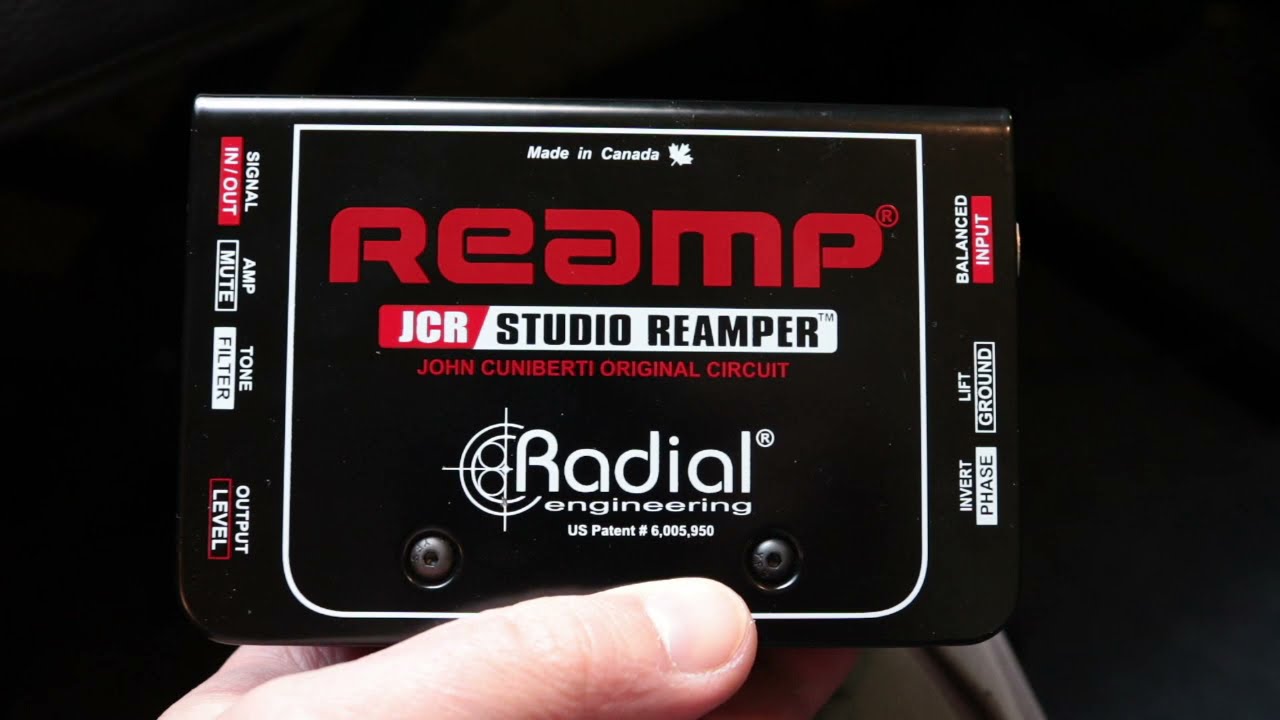 Made in Canada
REAMP®
JCR/STUDIO REAMPER™
JOHN CUNIBERTI ORIGINAL CIRCUIT
Radial®
engineering
US Patent # 6,005,950
SIGNAL
IN/OUT
AMP
MUTE
TONE
FILTER
OUTPUT
LEVEL
BALANCED
INPUT
LIFT
GROUND
INVERT
PHASE